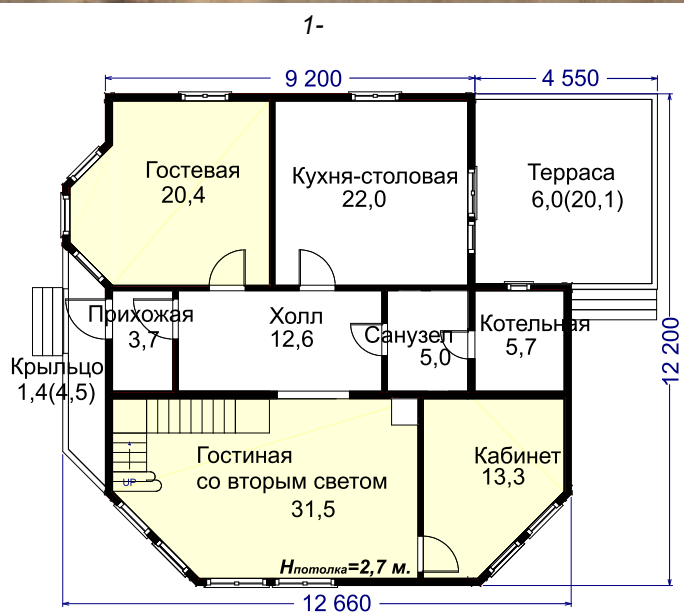 1-
9 200
4 550
Гостевая
20,4
Кухня-столовая
22,0
Терраса
6,0(20,1)
Прихожая
3,7
Холл
12,6
Санузел
5,0
Котельная
5,7
12 200
Крыльцо
1,4(4,5)
Гостиная
со вторым светом
31,5
Кабинет
13,3
UP
Hпотолка=2,7 м.
12 660